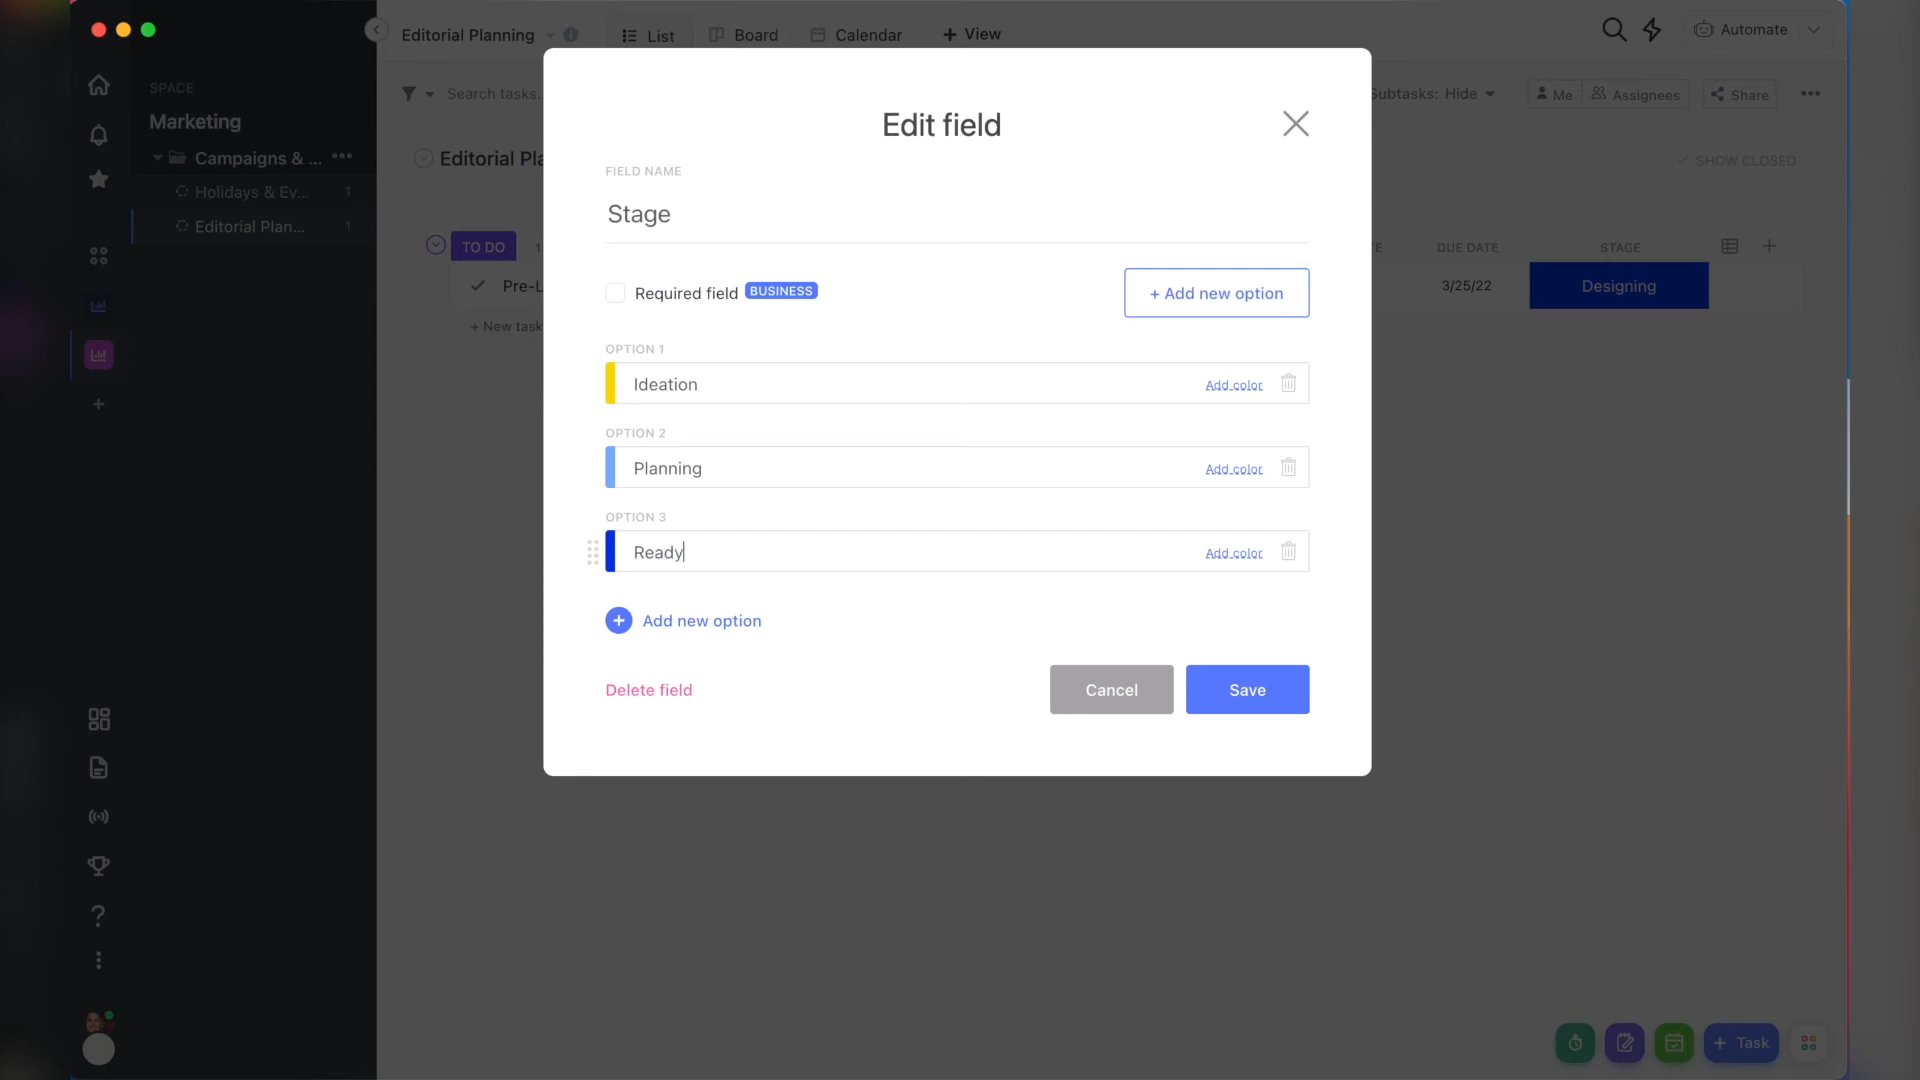 Editorial Planning
List
Board
Calendar
+ View
Automate
SPACE
Marketing
Campaigns & ...
Holidays & Ev... 1
Editorial Plan... 1
Search tasks...
Subtasks: Hide
Me
Assignees
Share
Editorial Pla
SHOW CLOSED
TO DO
1
E
DUE DATE
STAGE
Pre-L
3/25/22
Designing
+ New task
Edit field
FIELD NAME
Stage
Required field BUSINESS
+ Add new option
OPTION 1
Ideation
Add color
OPTION 2
Planning
Add color
OPTION 3
Ready
Add color
+ Add new option
Delete field
Cancel
Save
+ Task